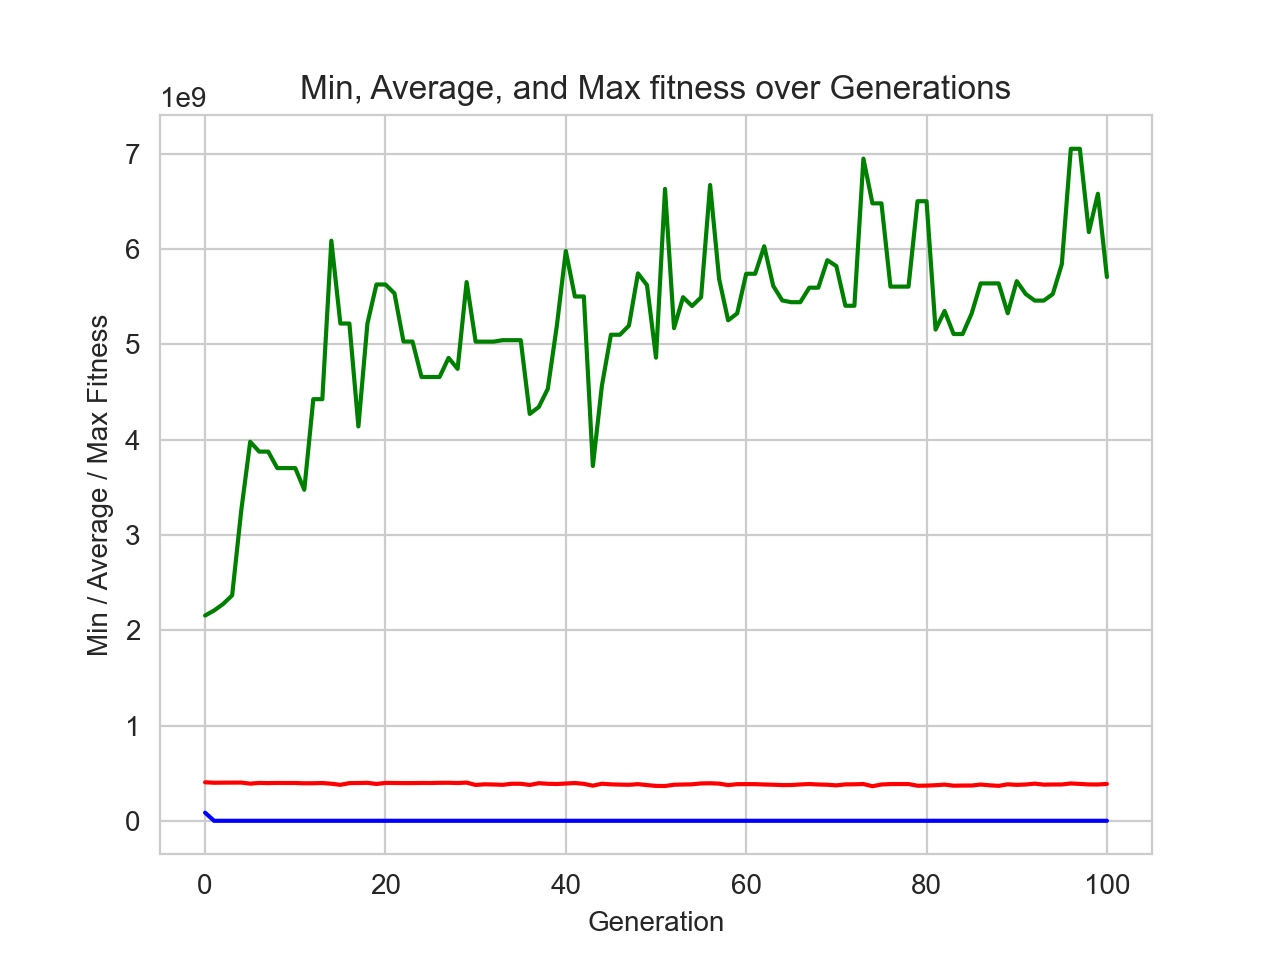 Min, Average, and Max fitness over Generations
1e9
7
6
5
4
3
2
1
0
Min / Average / Max Fitness
0 20 40 60 80 100
Generation